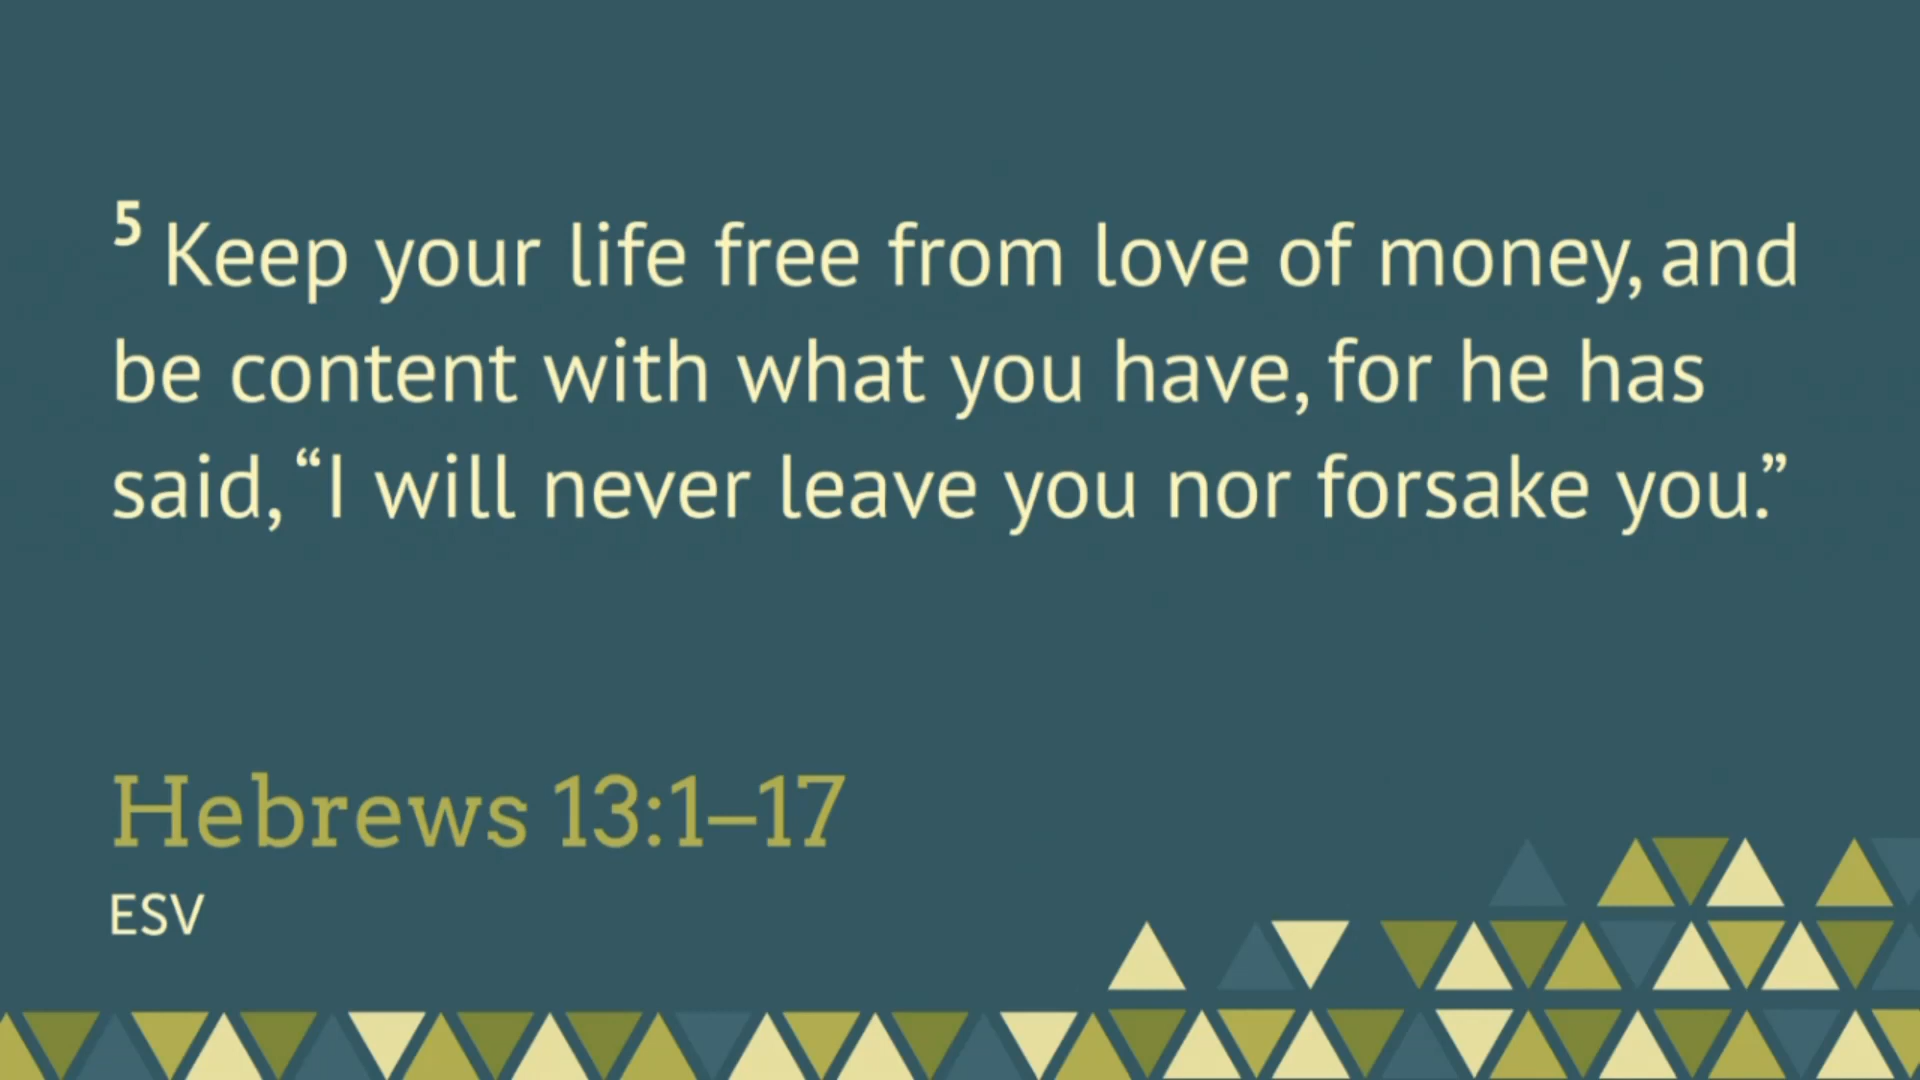 5 Keep your life free from love of money, and
be content with what you have, for he has
said, “I will never leave you nor forsake you.”
Hebrews 13:1–17
ESV